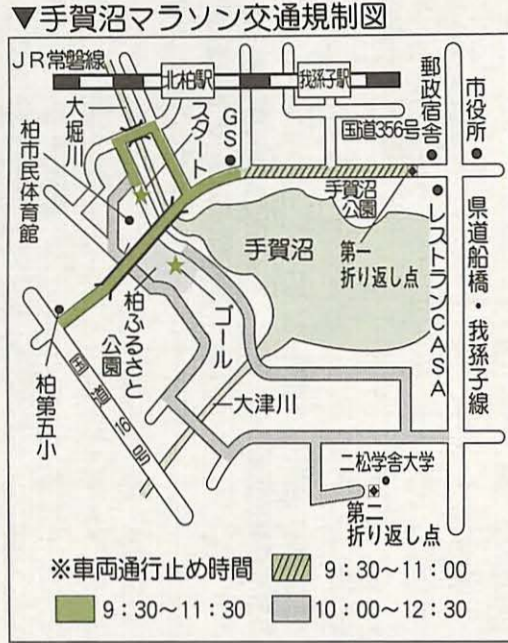 ▼手賀沼マラソン交通規制図
JR常磐線
北柏駅
我孫子駅
大堀川
スタート
GS
国道356号
郵政宿舎
市役所
柏市民体育館
手賀沼
公園
手賀沼
第一
折り返し点
レストランCASA
県道船橋・我孫子線
ゴール
柏ふるさと
公園
柏第五小
国道16号
大津川
二松学舎大学
第二
折り返し点
※車両通行止め時間
9：30～11：00
9：30～11：30
10：00～12：30